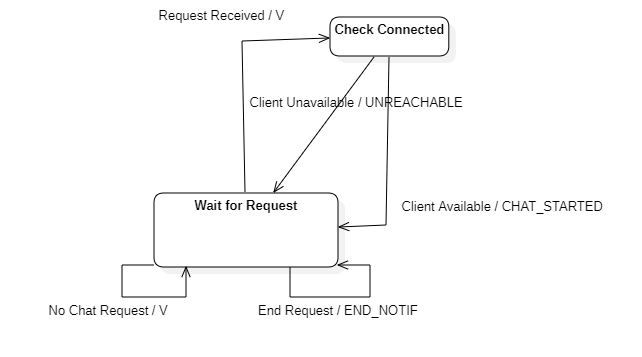 Request Received / V
Check Connected
Client Unavailable / UNREACHABLE
Wait for Request
Client Available / CHAT_STARTED
No Chat Request / V
End Request / END_NOTIF